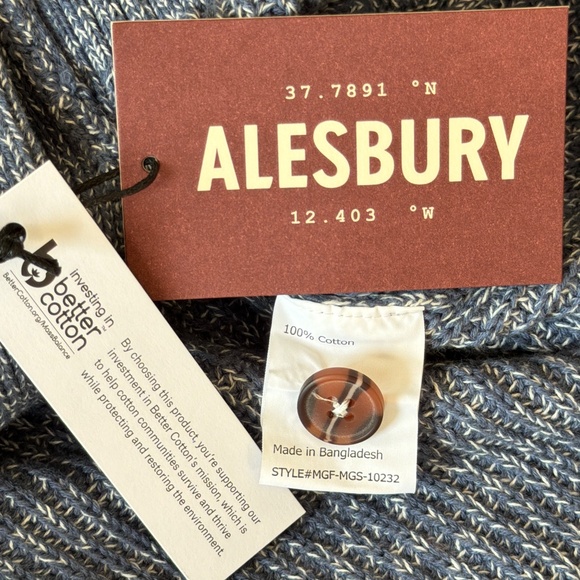 37.7891 °N
ALESBURY
12.403 °W
investing in
better
cotton™
BetterCotton.org/MassBalance
By choosing this product, you're supporting our
investment in Better Cotton's mission, which is
to help cotton communities survive and thrive
while protecting and restoring the environment.
100% Cotton
Made in Bangladesh
STYLE#MGF-MGS-10232